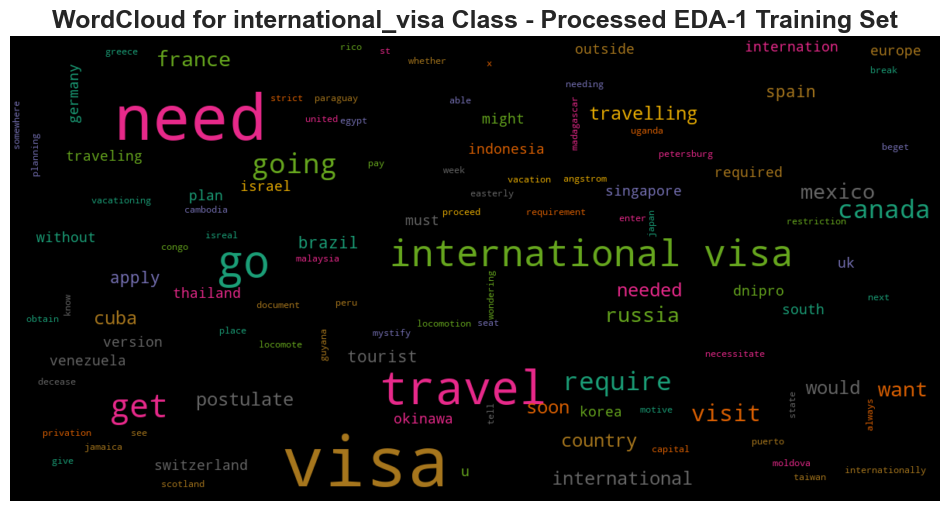 WordCloud for international_visa Class - Processed EDA-1 Training Set
rico
st
outside
internation
europe
greece
france
whether
x
break
germany
needing
able
spain
need
strict
paraguay
united
egypt
madagascar
travelling
might
uganda
somewhere
planning
traveling
going
pay
indonesia
petersburg
beget
required
week
vacation
angstrom
israel
plan
singapore
mexico
vacationing
cambodia
easterly
proceed
requirement
enter
japan
canada
must
restriction
without
isreal
congo
brazil
malaysia
international visa
go
uk
apply
thailand
wondering
needed
dnipro
next
know
document
peru
south
obtain
cuba
place
locomotion
seat
russia
version
locomote
guyana
mystify
venezuela
tourist
necessitate
decease
travel
require
would
want
get
postulate
soon
korea
motive
visit
state
always
okinawa
tell
privation
see
jamaica
country
capital
puerto
give
switzerland
visa
u
moldova
internationally
scotland
international
taiwan